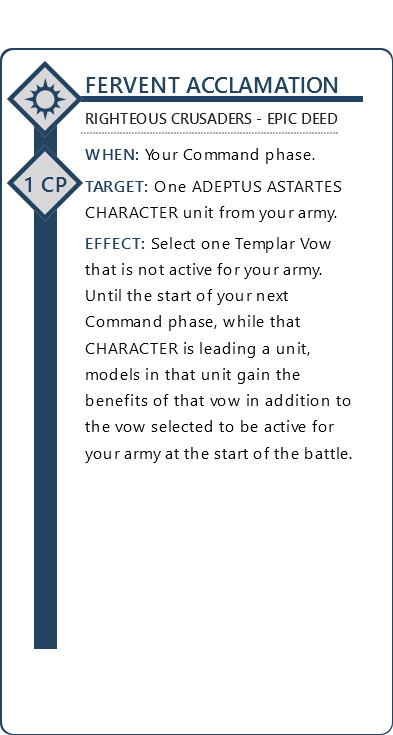 FERVENT ACCLAMATION
RIGHTEOUS CRUSADERS - EPIC DEED
1 CP
WHEN: Your Command phase.
TARGET: One ADEPTUS ASTARTES
CHARACTER unit from your army.
EFFECT: Select one Templar Vow
that is not active for your army.
Until the start of your next
Command phase, while that
CHARACTER is leading a unit,
models in that unit gain the
benefits of that vow in addition to
the vow selected to be active for
your army at the start of the battle.